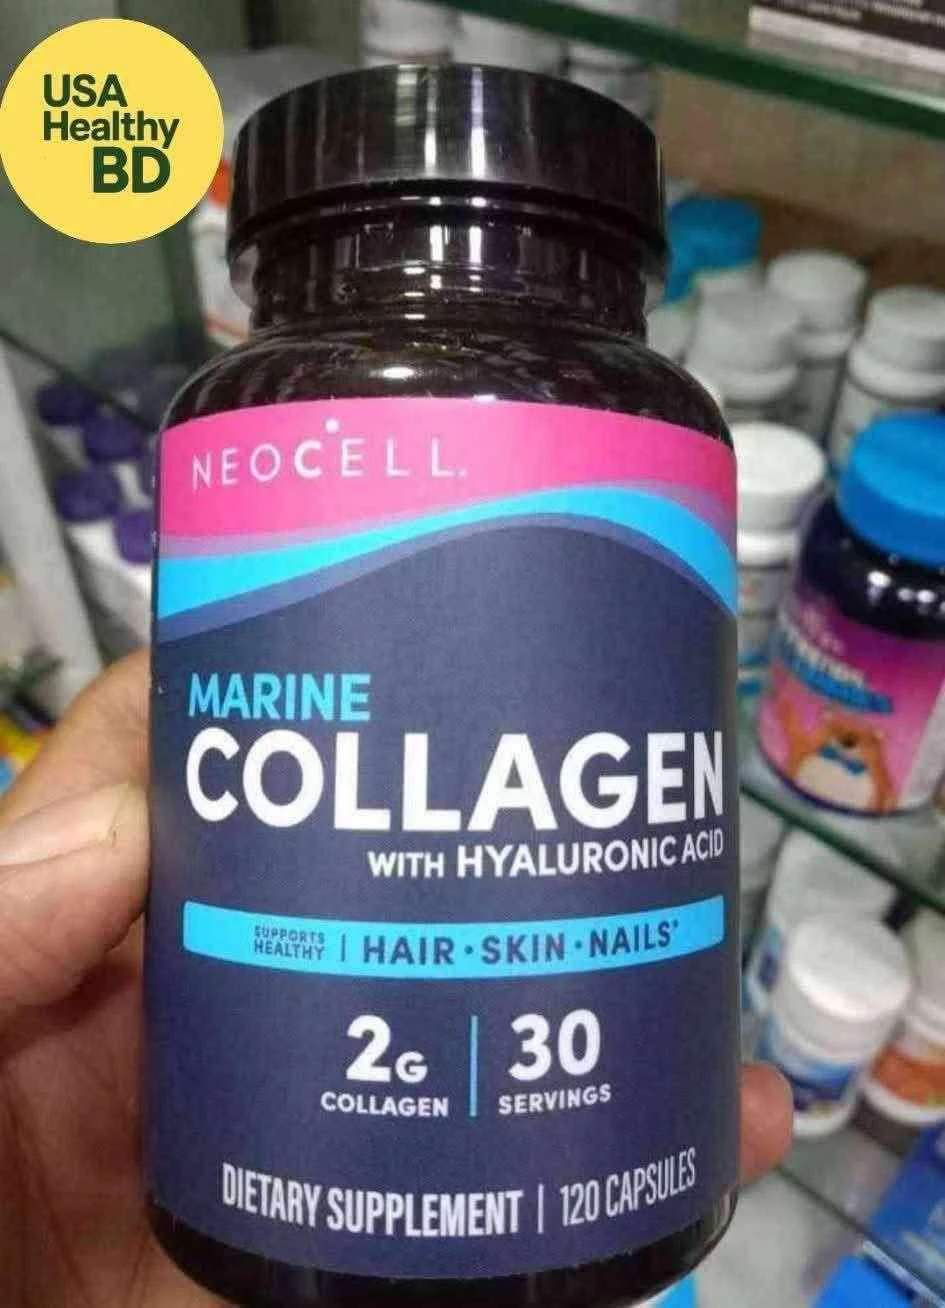 USA
Healthy
BD
NEOCELL.
MARINE
COLLAGEN
WITH HYALURONIC ACID
SUPPORTS
HEALTHY | HAIR • SKIN • NAILS*
2G
COLLAGEN
30
SERVINGS
DIETARY SUPPLEMENT | 120 CAPSULES